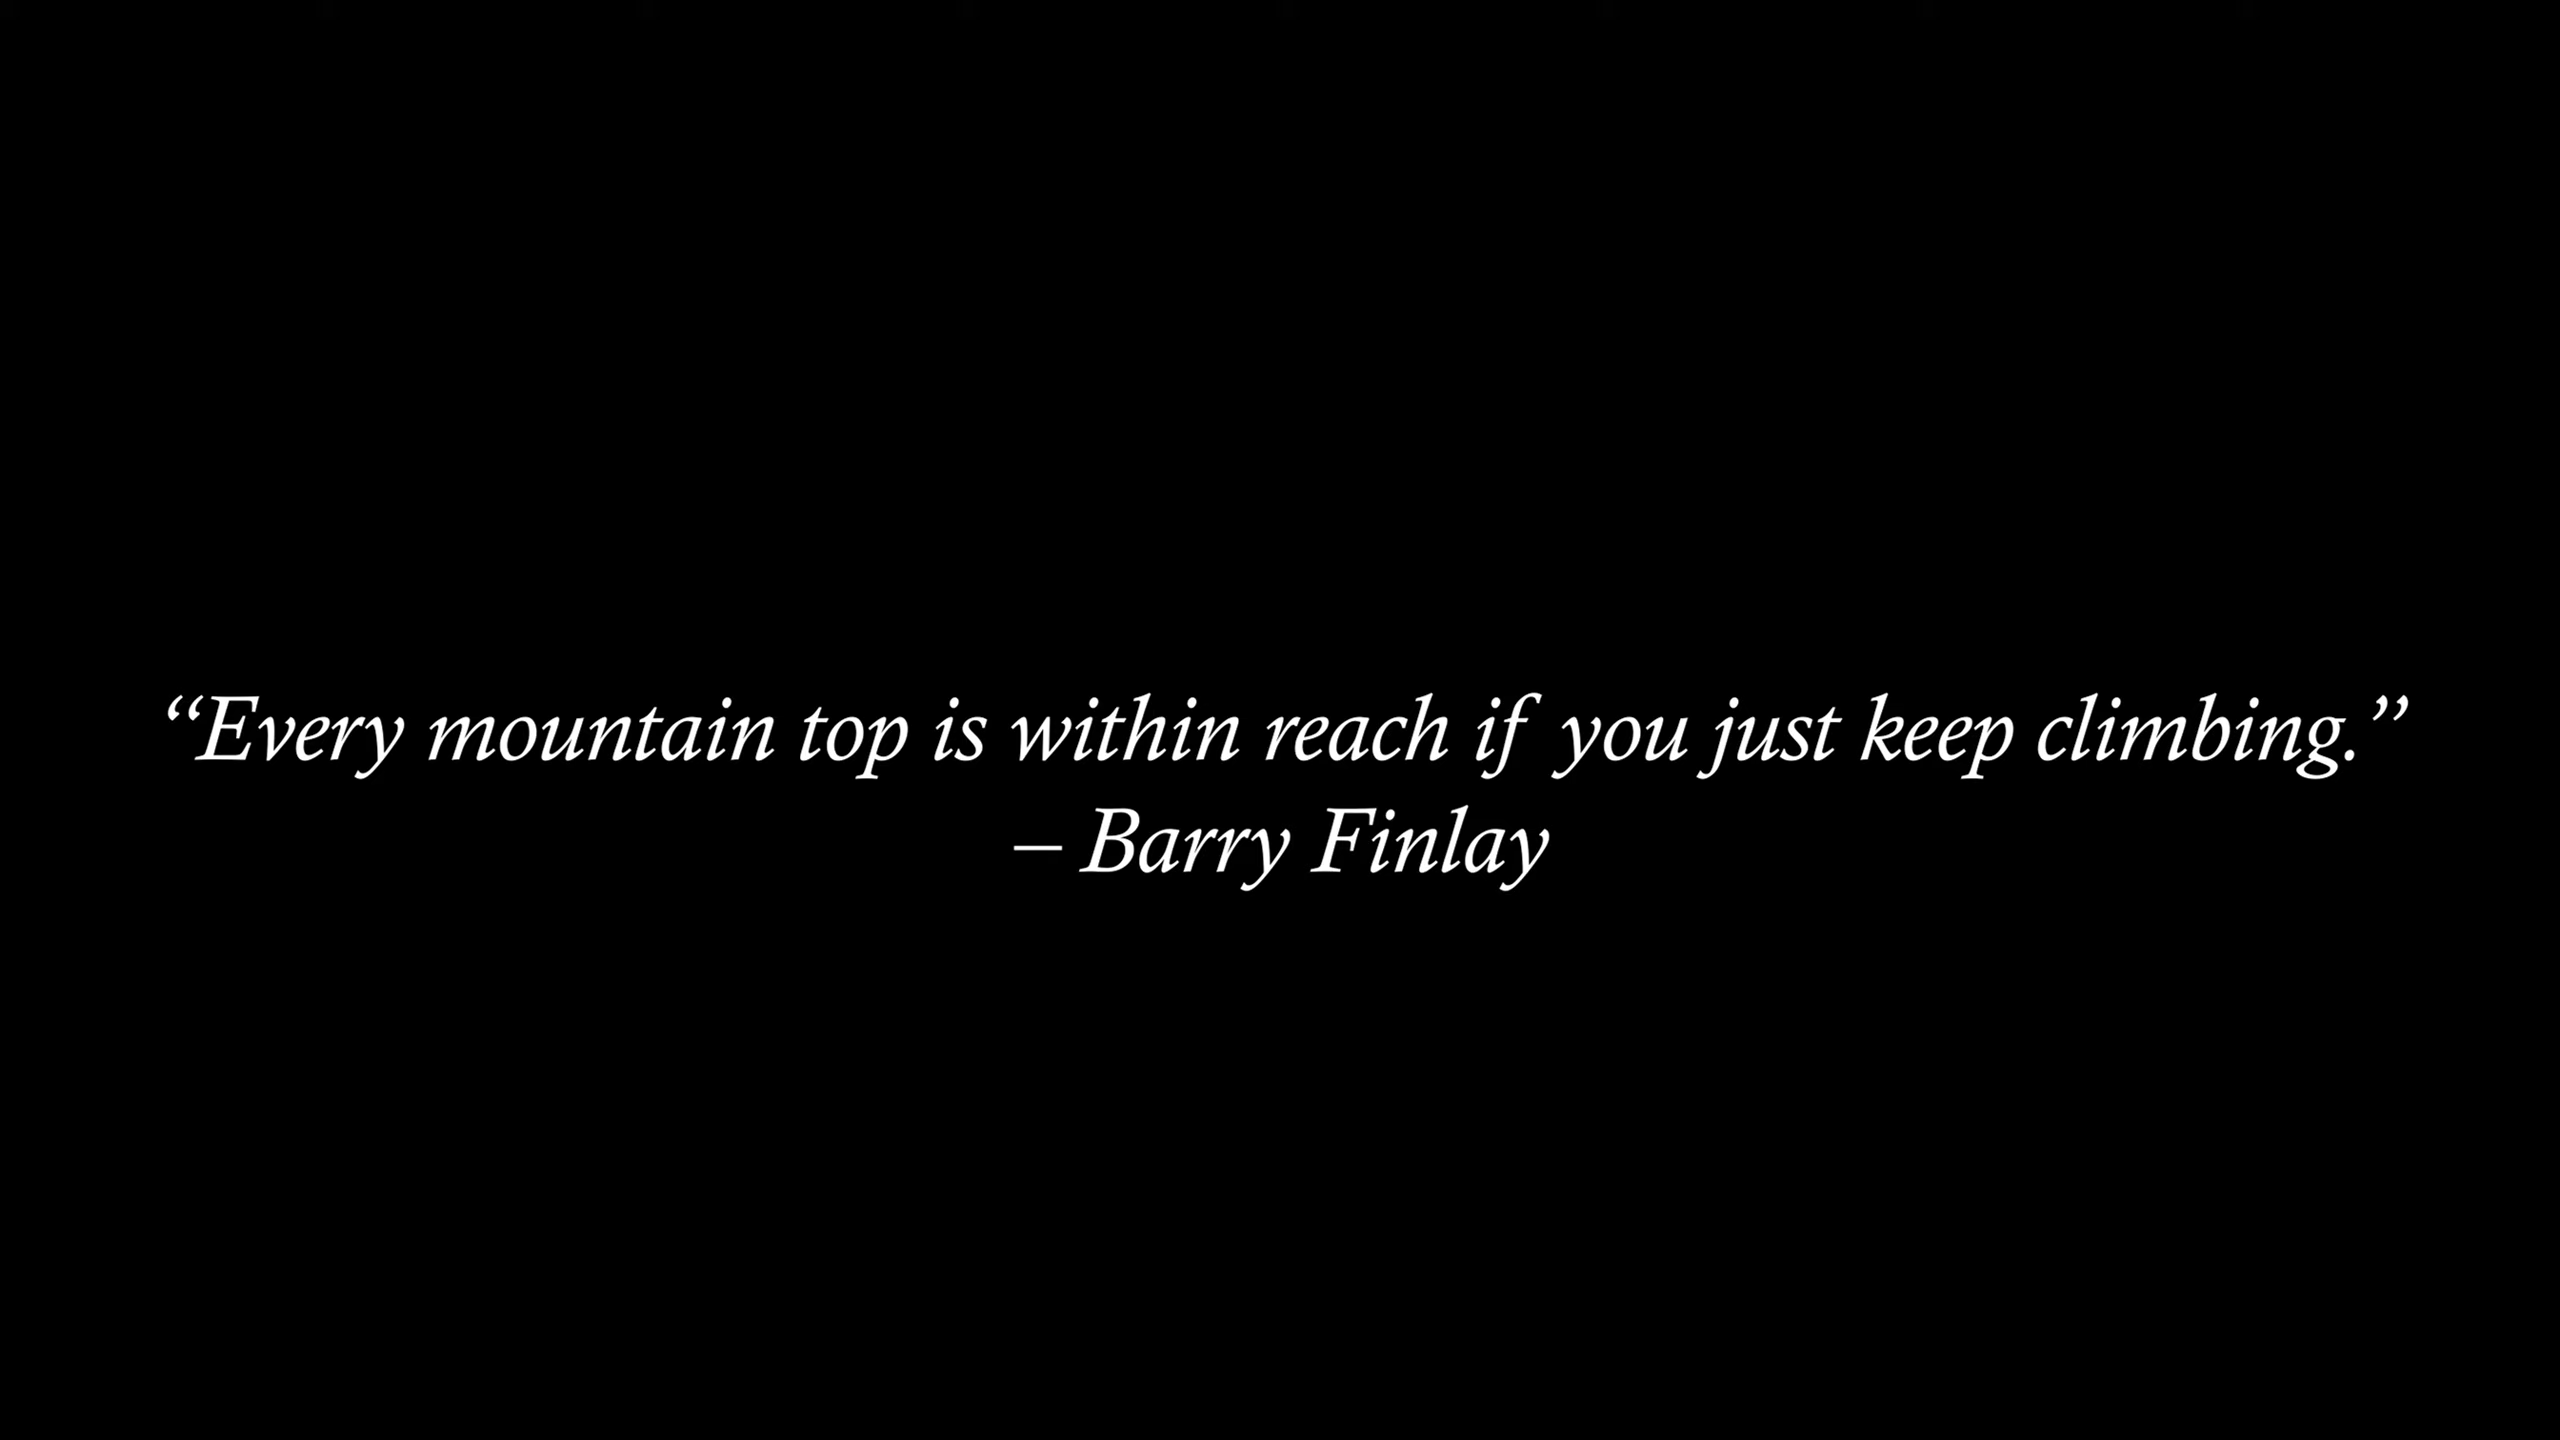 “Every mountain top is within reach if you just keep climbing.”
– Barry Finlay